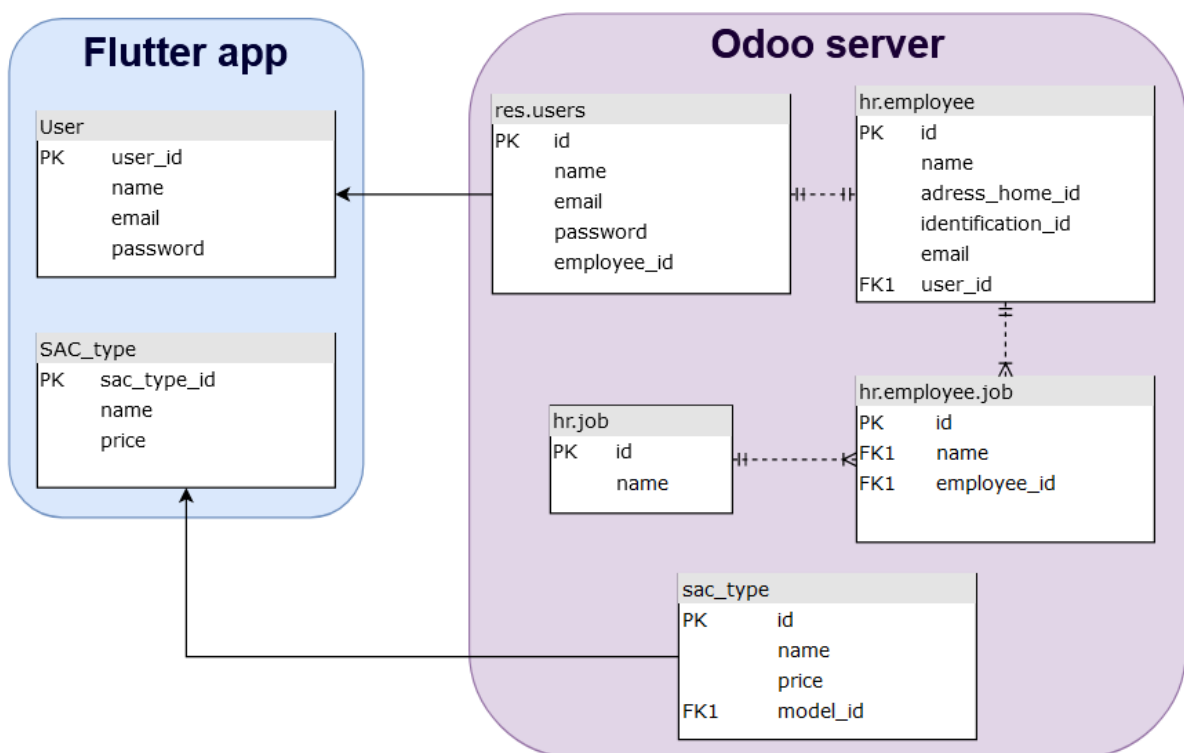 Flutter app
User
PK user_id
name
email
password
SAC_type
PK sac_type_id
name
price
Odoo server
res.users
PK id
name
email
password
employee_id
hr.employee
PK id
name
adress_home_id
identification_id
email
FK1 user_id
hr.job
PK id
name
hr.employee.job
PK id
FK1 name
FK1 employee_id
sac_type
PK id
name
price
FK1 model_id